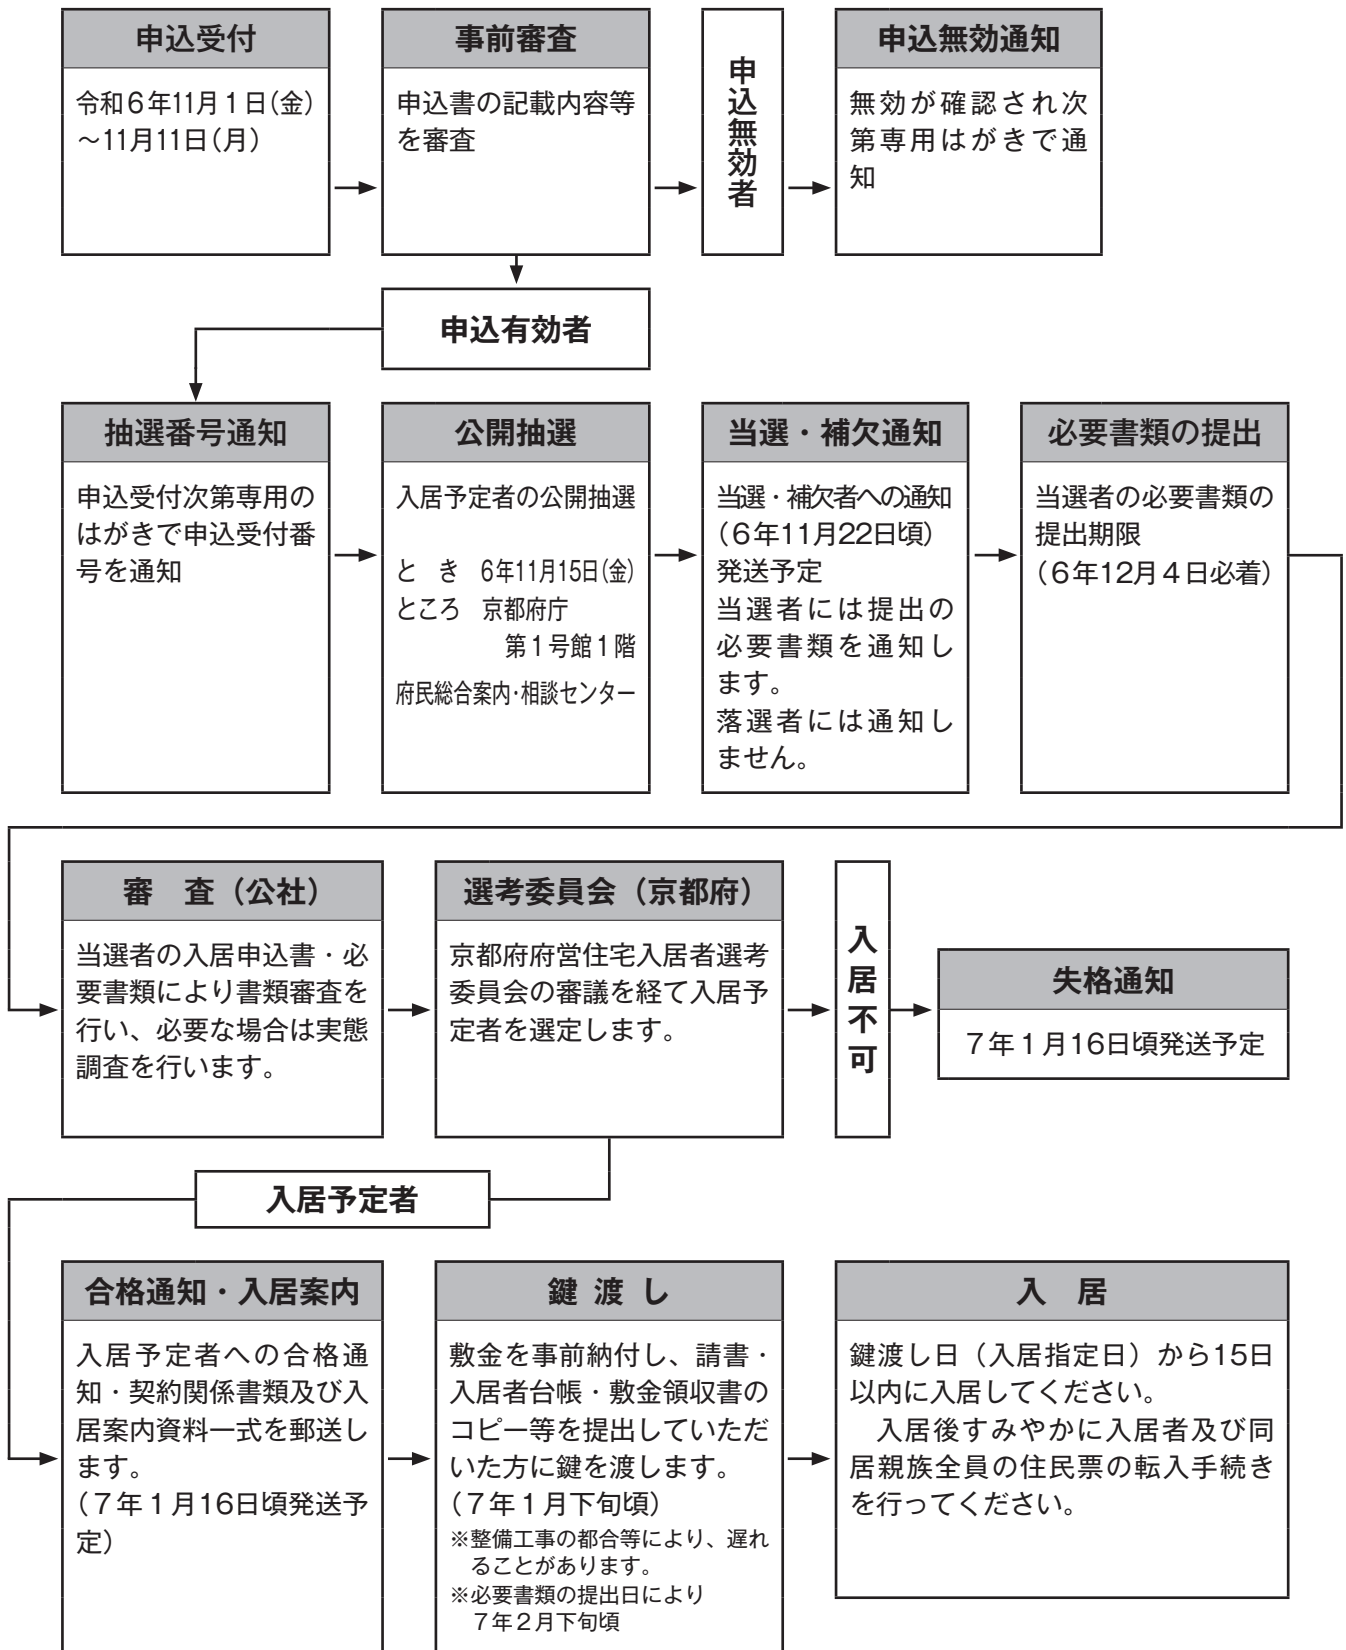 申込受付
令和６年11月１日(金)
～11月11日(月)
事前審査
申込書の記載内容等
を審査
申込無効者
申込無効通知
無効が確認され次
第専用はがきで通
知
申込有効者
抽選番号通知
申込受付次第専用の
はがきで申込受付番
号を通知
公開抽選
入居予定者の公開抽選
と　き　６年11月15日(金)
ところ　京都府庁
第１号館１階
府民総合案内・相談センター
当選・補欠通知
当選・補欠者への通知
（６年11月22日頃）
発送予定
当選者には提出の
必要書類を通知し
ます。
落選者には通知し
ません。
必要書類の提出
当選者の必要書類の
提出期限
（６年12月４日必着）
審　査（公社）
当選者の入居申込書・必
要書類により書類審査を
行い、必要な場合は実態
調査を行います。
選考委員会（京都府）
京都府府営住宅入居者選考
委員会の審議を経て入居予
定者を選定します。
入居不可
失格通知
７年１月16日頃発送予定
入居予定者
合格通知・入居案内
入居予定者への合格通
知・契約関係書類及び入
居案内資料一式を郵送し
ます。
（７年１月16日頃発送予
定）
鍵 渡 し
敷金を事前納付し、請書・
入居者台帳・敷金領収書の
コピー等を提出していただ
いた方に鍵を渡します。
（７年１月下旬頃）
※整備工事の都合等により、遅れ
ることがあります。
※必要書類の提出日により
７年２月下旬頃
入　居
鍵渡し日（入居指定日）から15日
以内に入居してください。
入居後すみやかに入居者及び同
居親族全員の住民票の転入手続き
を行ってください。